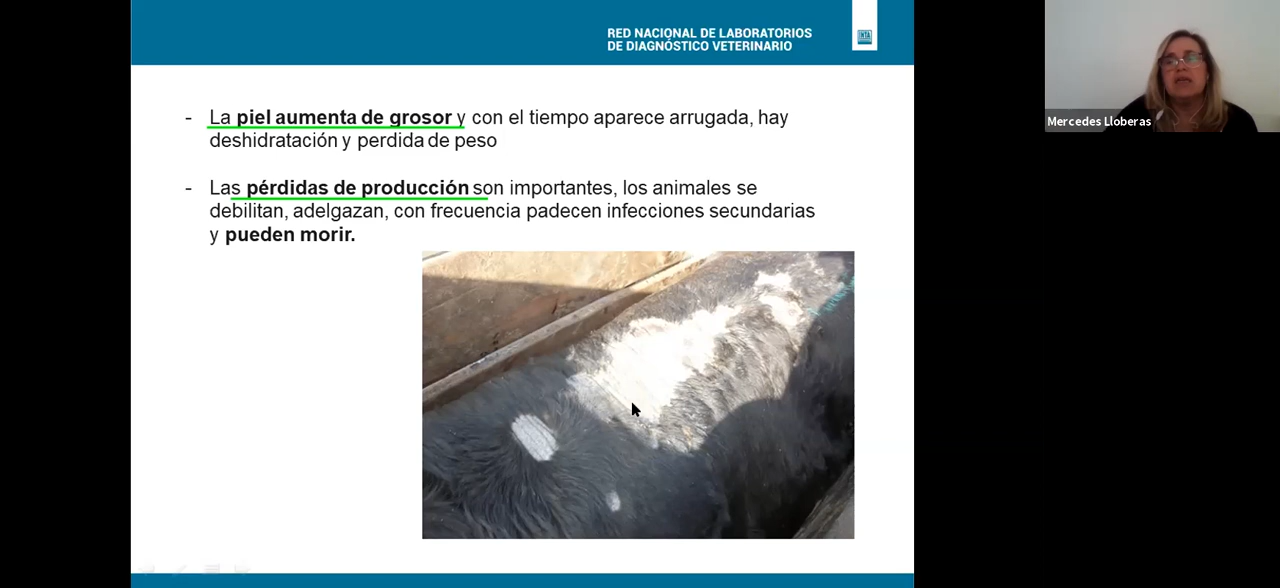 RED NACIONAL DE LABORATORIOS
DE DIAGNÓSTICO VETERINARIO
INTA
- La piel aumenta de grosor y con el tiempo aparece arrugada, hay
deshidratación y perdida de peso
- Las pérdidas de producción son importantes, los animales se
debilitan, adelgazan, con frecuencia padecen infecciones secundarias
y pueden morir.
Mercedes Lloberas